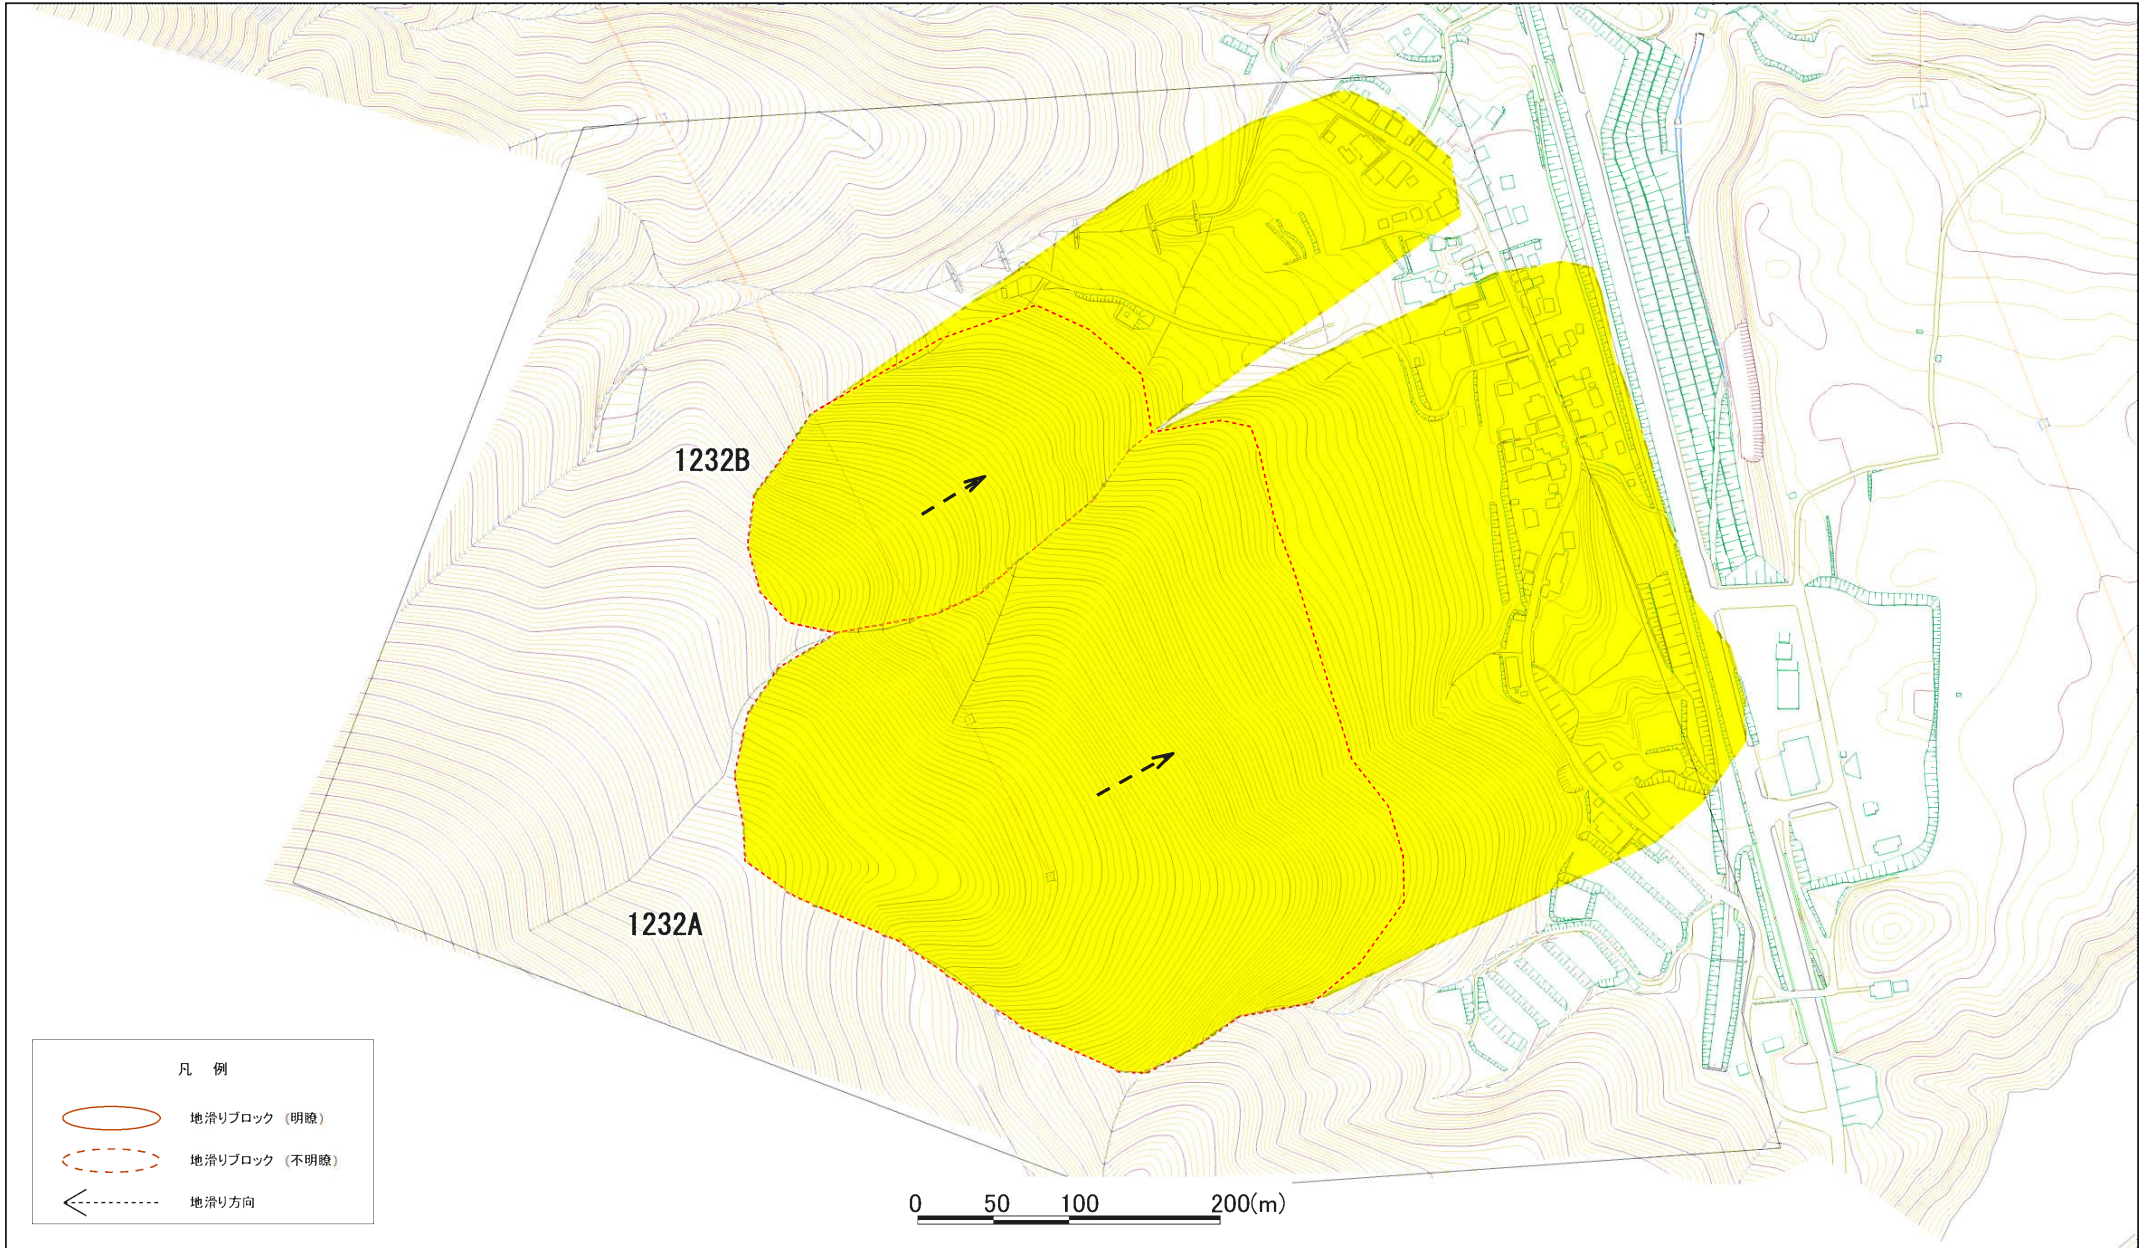 1232B
1232A
凡 例
地滑りブロック (明瞭)
地滑りブロック (不明瞭)
地滑り方向
0 50 100 200(m)